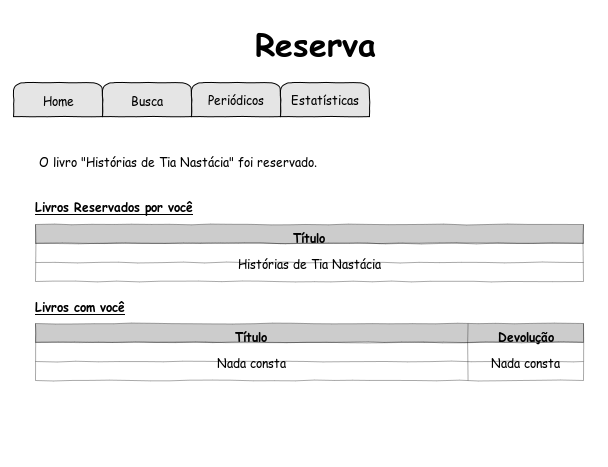 Reserva
Home Busca Periódicos Estatísticas
O livro "Histórias de Tia Nastácia" foi reservado.
Livros Reservados por você
Título
Histórias de Tia Nastácia
Livros com você
Título Devolução
Nada consta Nada consta